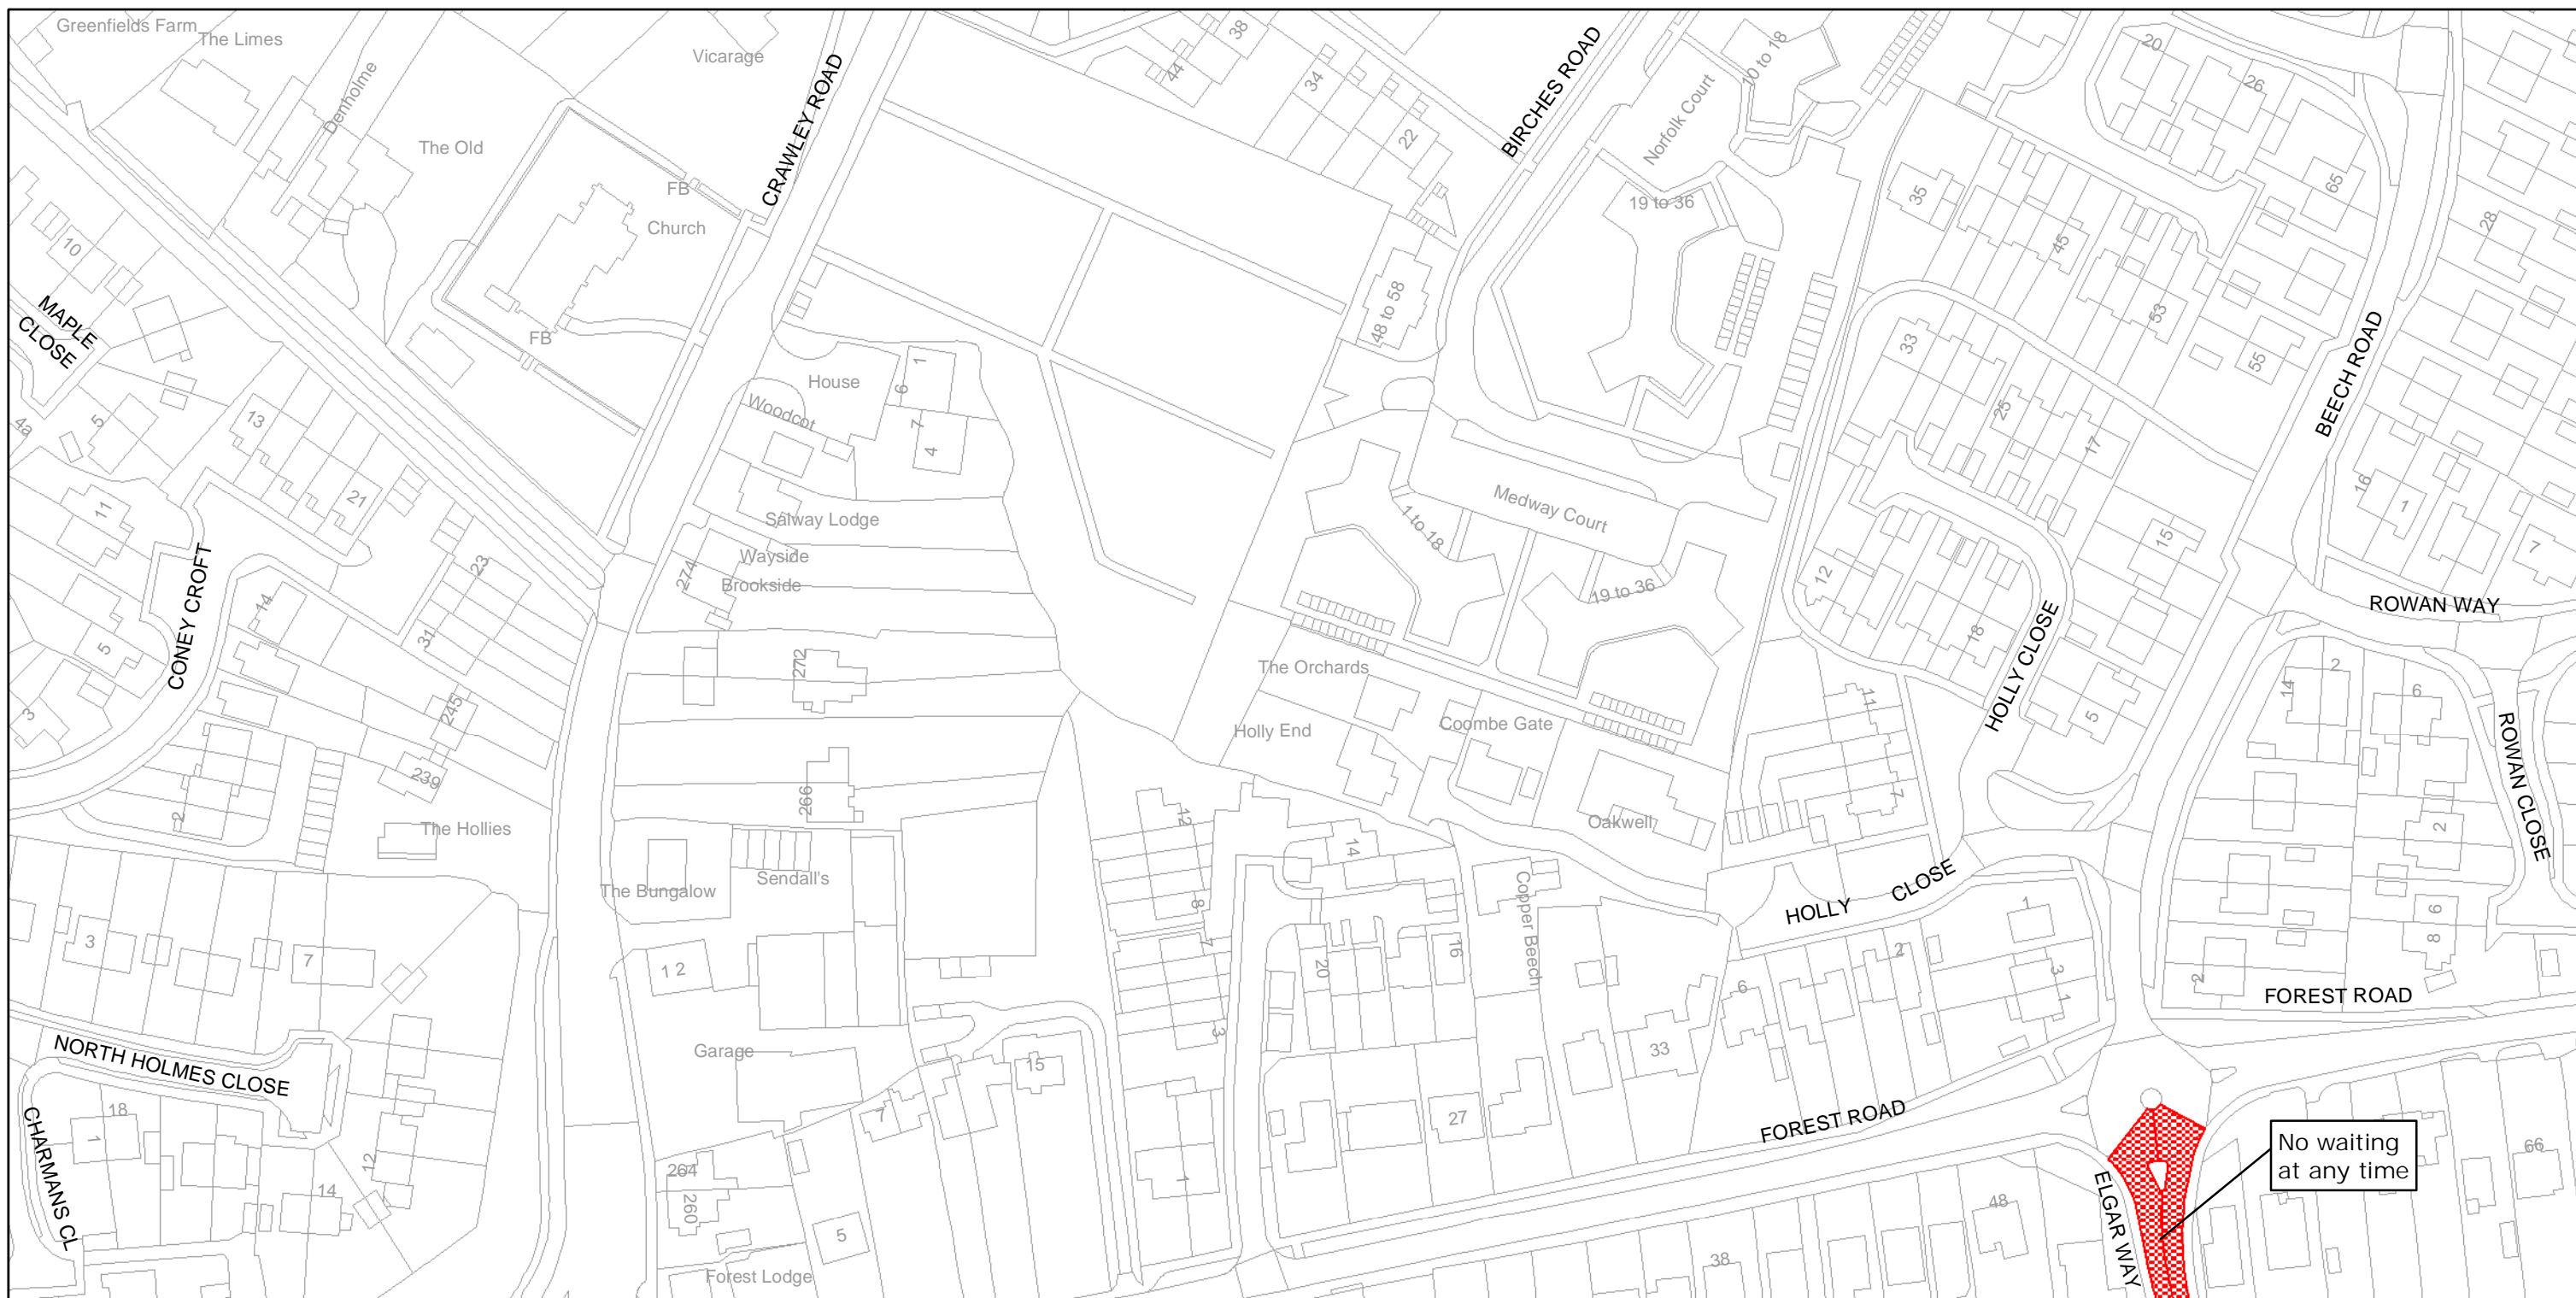 Greenfields Farm
The Limes
Denholme
The Old
Vicarage
FB
Church
FB
CRAWLEY ROAD
44
38
34
22
BIRCHES ROAD
Norfolk Court
10 to 18
19 to 36
48 to 58
20
26
65
35
45
53
55
28
BEECH ROAD
10
MAPLE
CLOSE
4a
5
13
21
11
CONEY CROFT
14
23
31
5
3
245
239
2
The Hollies
House
Woodcot
1
6
7
4
Salway Lodge
Wayside
Brookside
274
272
266
The Bungalow
Sendall's
1 2
Garage
Medway Court
1 to 18
19 to 36
The Orchards
Holly End
Coombe Gate
Oakwell
33
25
17
15
12
18
HOLLY CLOSE
5
11
7
16
1
7
ROWAN WAY
14
2
6
2
ROWAN CLOSE
6
8
2
FOREST ROAD
12
8
7
3
14
20
16
Copper Beech
HOLLY
CLOSE
6
2
1
3
1
33
27
3
7
NORTH HOLMES CLOSE
CHARMANS CL
18
1
12
14
7
15
1
264
260
5
Forest Lodge
4
FOREST ROAD
38
48
66
ELGAR WAY
No waiting
at any time